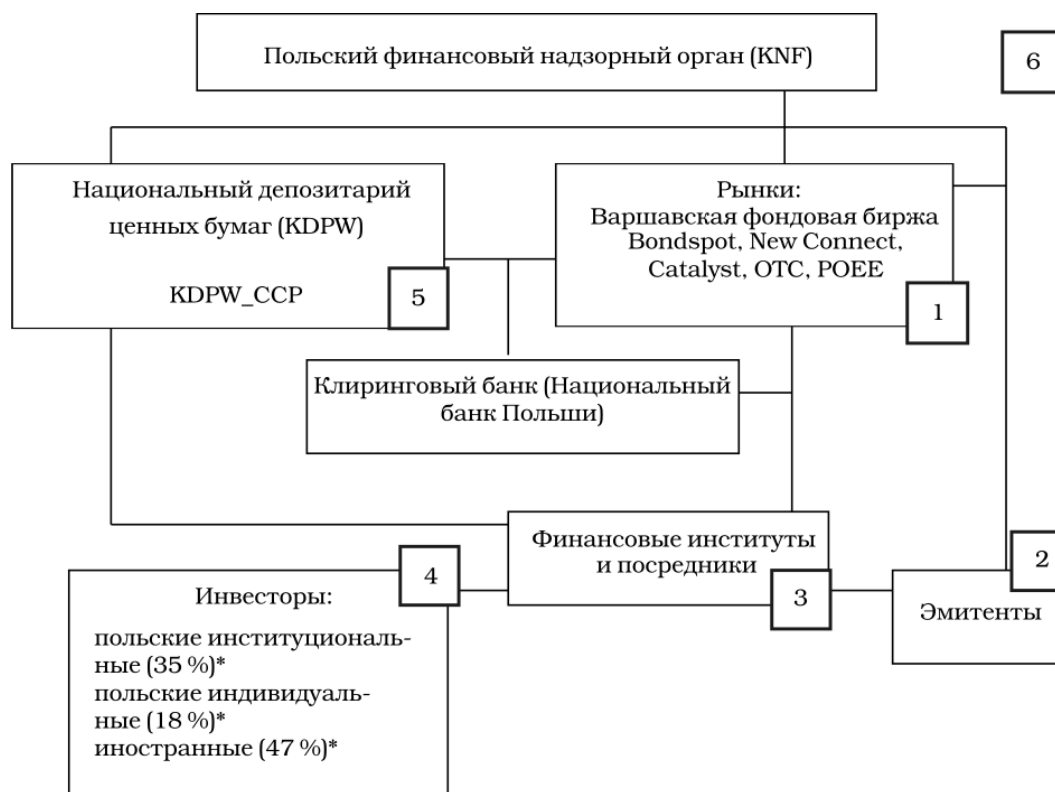 Польский финансовый надзорный орган (KNF)
6
Национальный депозитарий
ценных бумаг (KDPW)
KDPW_CCP
5
Рынки:
Варшавская фондовая биржа
Bondspot, New Connect,
Catalyst, OTC, POEE
1
Клиринговый банк (Национальный
банк Польши)
Финансовые институты
и посредники
3
4
Инвесторы:
польские институциональ-
ные (35 %)*
польские индивидуаль-
ные (18 %)*
иностранные (47 %)*
2
Эмитенты